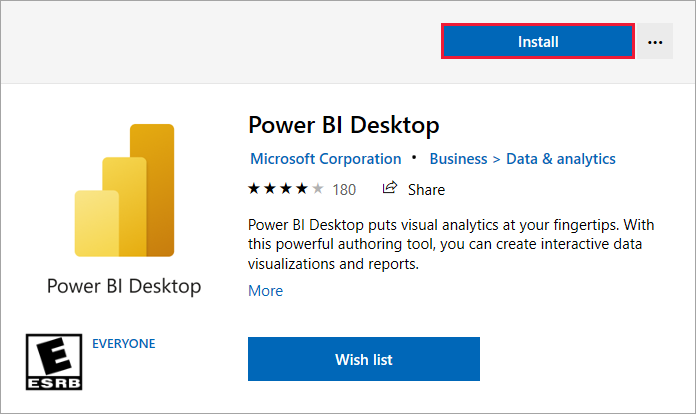 Install
...
Power BI Desktop
Microsoft Corporation • Business > Data & analytics
★★★★★ 180 Share
Power BI Desktop puts visual analytics at your fingertips. With
this powerful authoring tool, you can create interactive data
visualizations and reports.
More
Power BI Desktop
E
ESRB
EVERYONE
Wish list